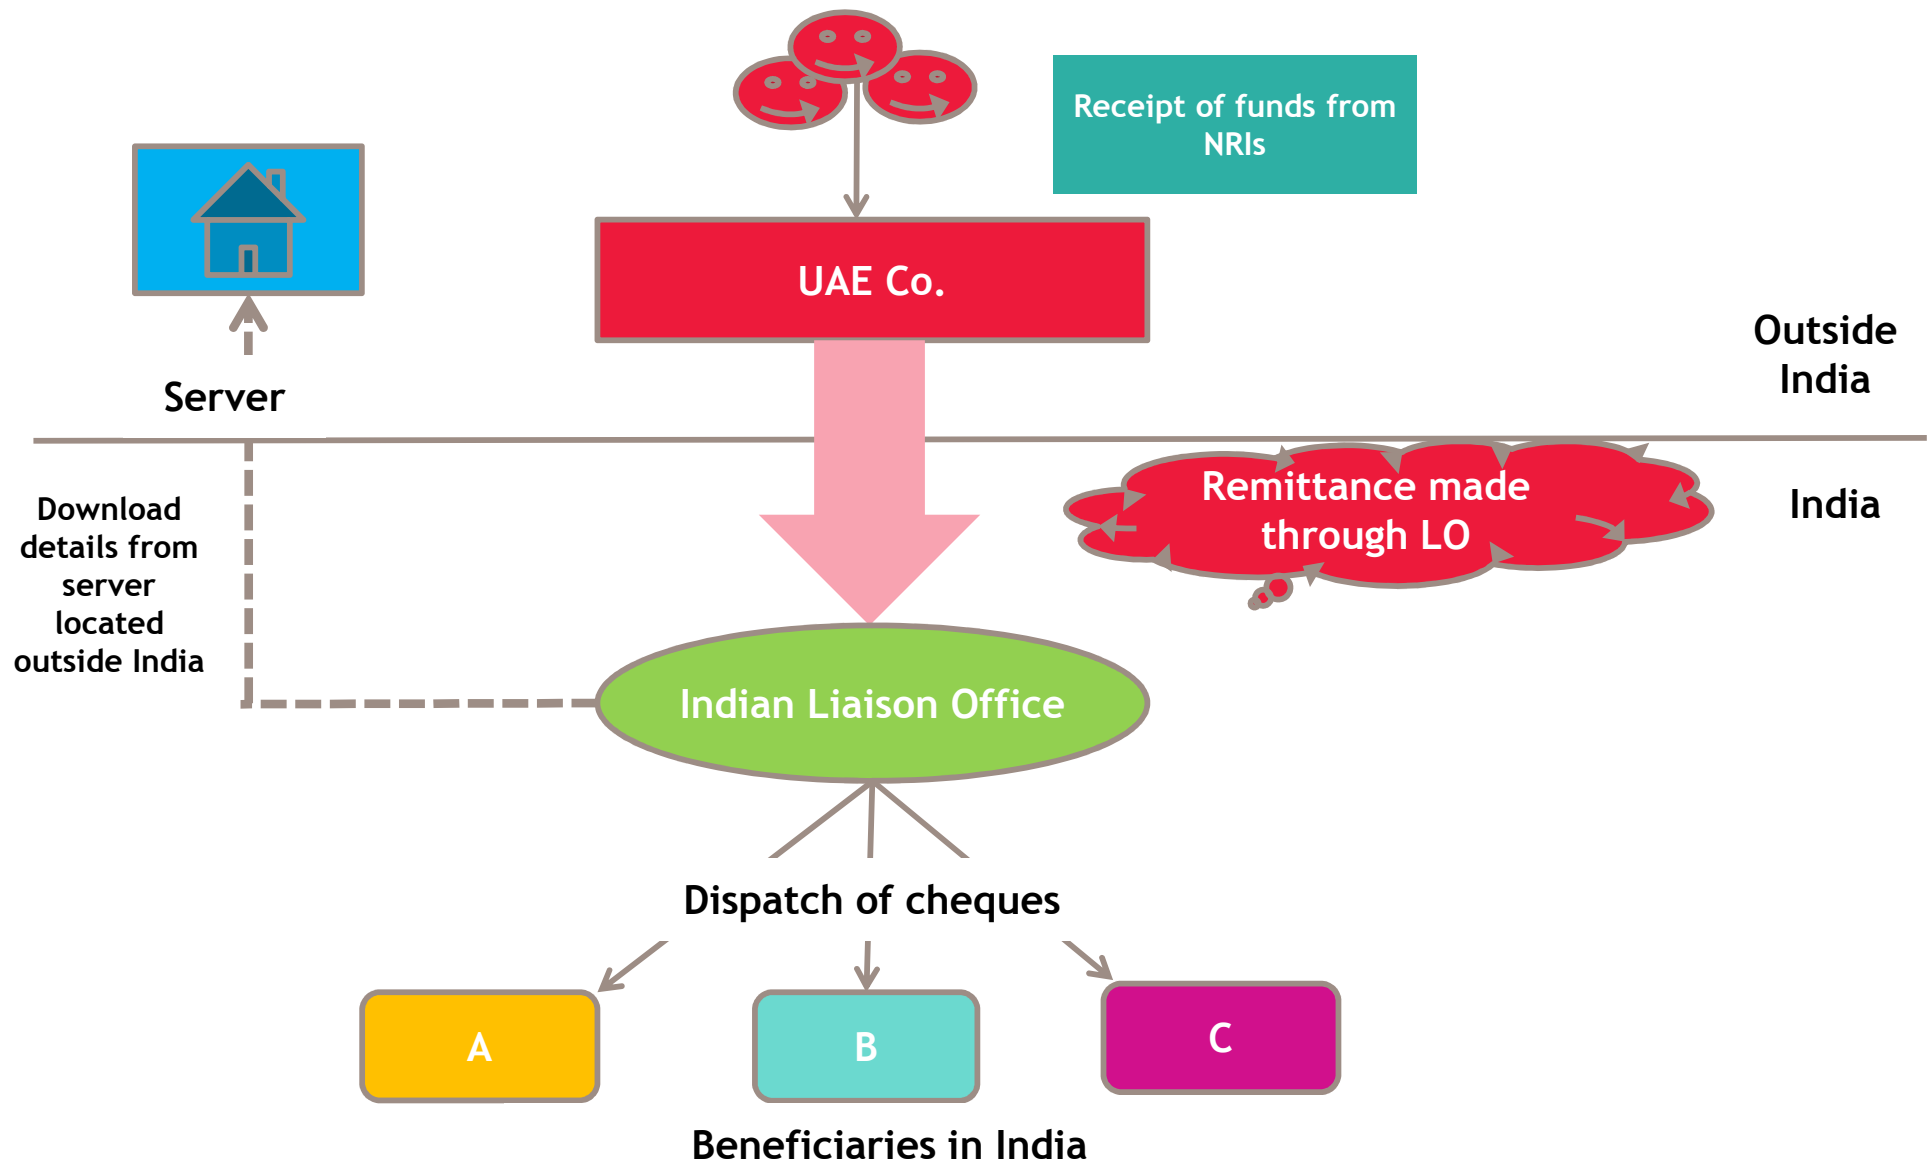 Receipt of funds from
NRIs
UAE Co.
Outside
India
Server
Remittance made
through LO
India
Download
details from
server
located
outside India
Indian Liaison Office
Dispatch of cheques
A
B
C
Beneficiaries in India